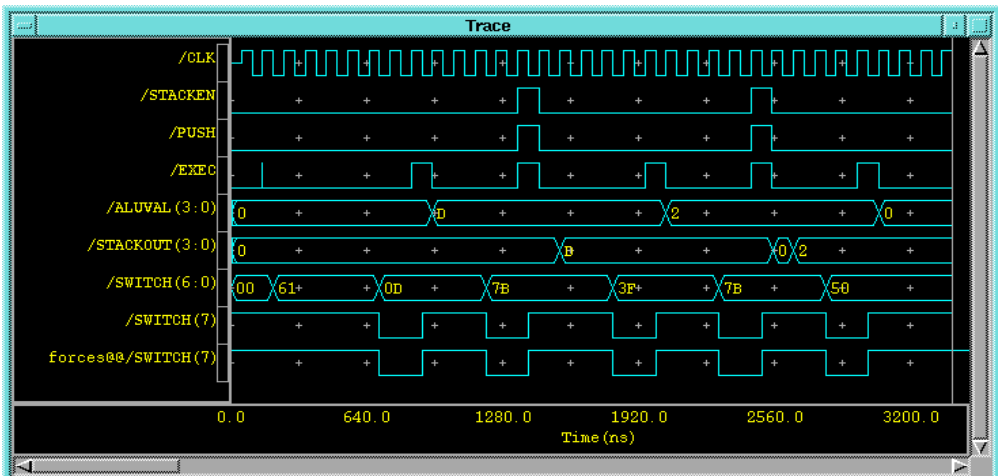 Trace
/CLK
/STACKEN
/PUSH
/EXEC
/ALUVAL(3:0) 0 D 2 0
/STACKOUT(3:0) 0 0 2
/SWITCH(6:0) 00 61 0D 7B 3F 7B 50
/SWITCH(7)
forces@@/SWITCH(7)
0.0 640.0 1280.0 1920.0 2560.0 3200.0
Time(ns)